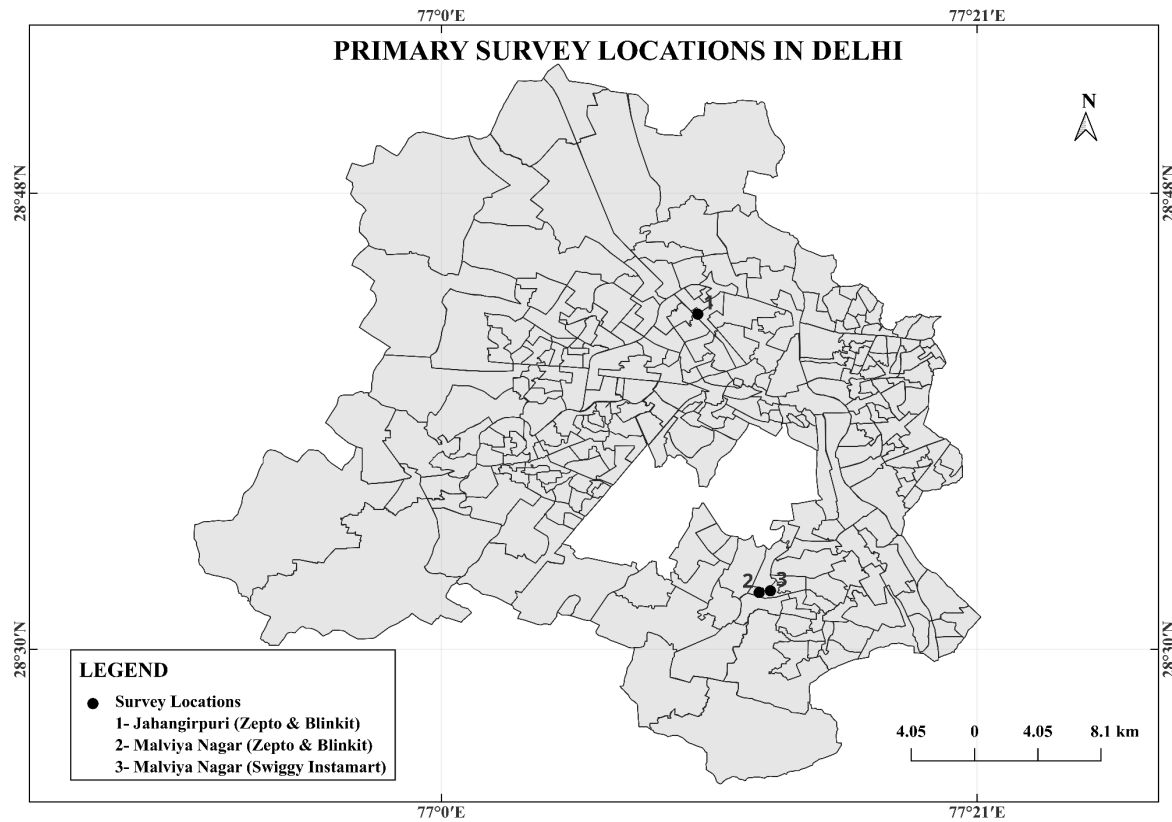 77°0′E 77°21′E
PRIMARY SURVEY LOCATIONS IN DELHI
N
28°48′N 28°48′N
1
2 3
28°30′N 28°30′N
LEGEND
Survey Locations
1- Jahangirpuri (Zepto & Blinkit)
2- Malviya Nagar (Zepto & Blinkit)
3- Malviya Nagar (Swiggy Instamart)
4.05 0 4.05 8.1 km
77°0′E 77°21′E